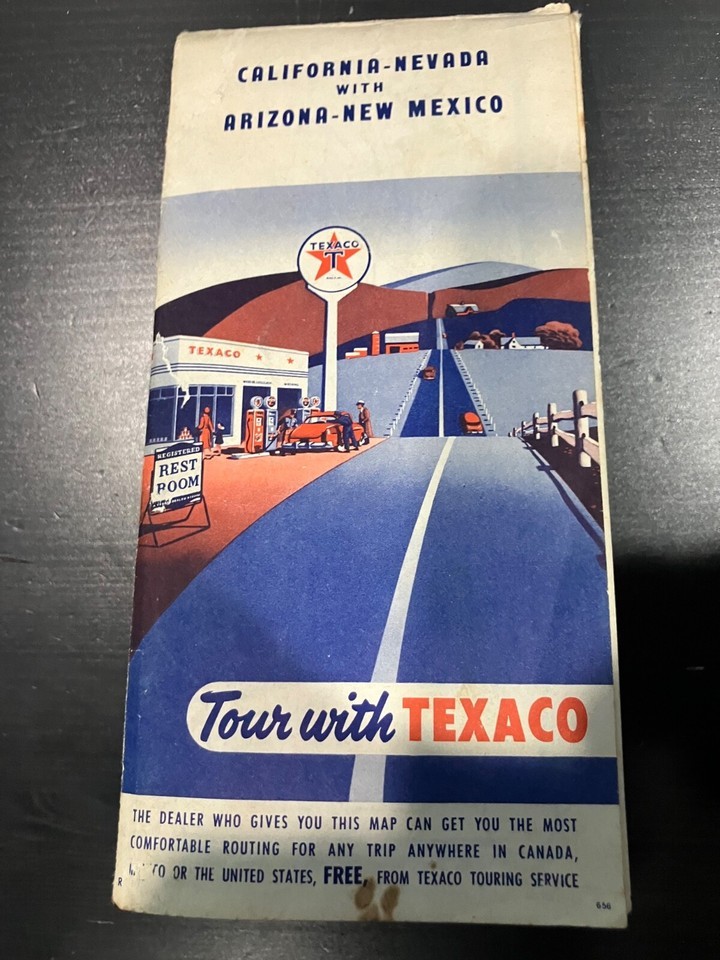 CALIFORNIA-NEVADA
WITH
ARIZONA-NEW MEXICO
TEXACO
T
TEXACO
REGISTERED
REST
ROOM
Tour with TEXACO
THE DEALER WHO GIVES YOU THIS MAP CAN GET YOU THE MOST
COMFORTABLE ROUTING FOR ANY TRIP ANYWHERE IN CANADA,
OR THE UNITED STATES, FREE, FROM TEXACO TOURING SERVICE
R
656